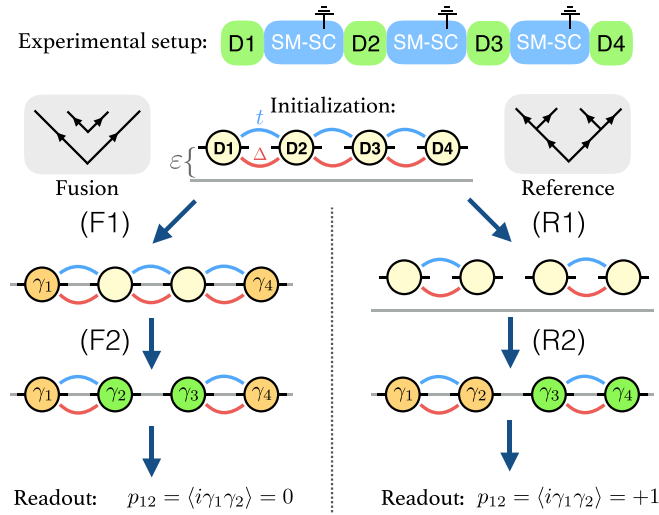 Experimental setup: D1 SM-SC D2 SM-SC D3 SM-SC D4
Initialization:
t
D1 D2 D3 D4
Δ
ε
Fusion
Reference
(F1)
(R1)
γ₁ γ₄
(F2)
(R2)
γ₁ γ₂ γ₃ γ₄
γ₁ γ₂ γ₃ γ₄
Readout: p₁₂ = ⟨iγ₁γ₂⟩ = 0
Readout: p₁₂ = ⟨iγ₁γ₂⟩ = +1